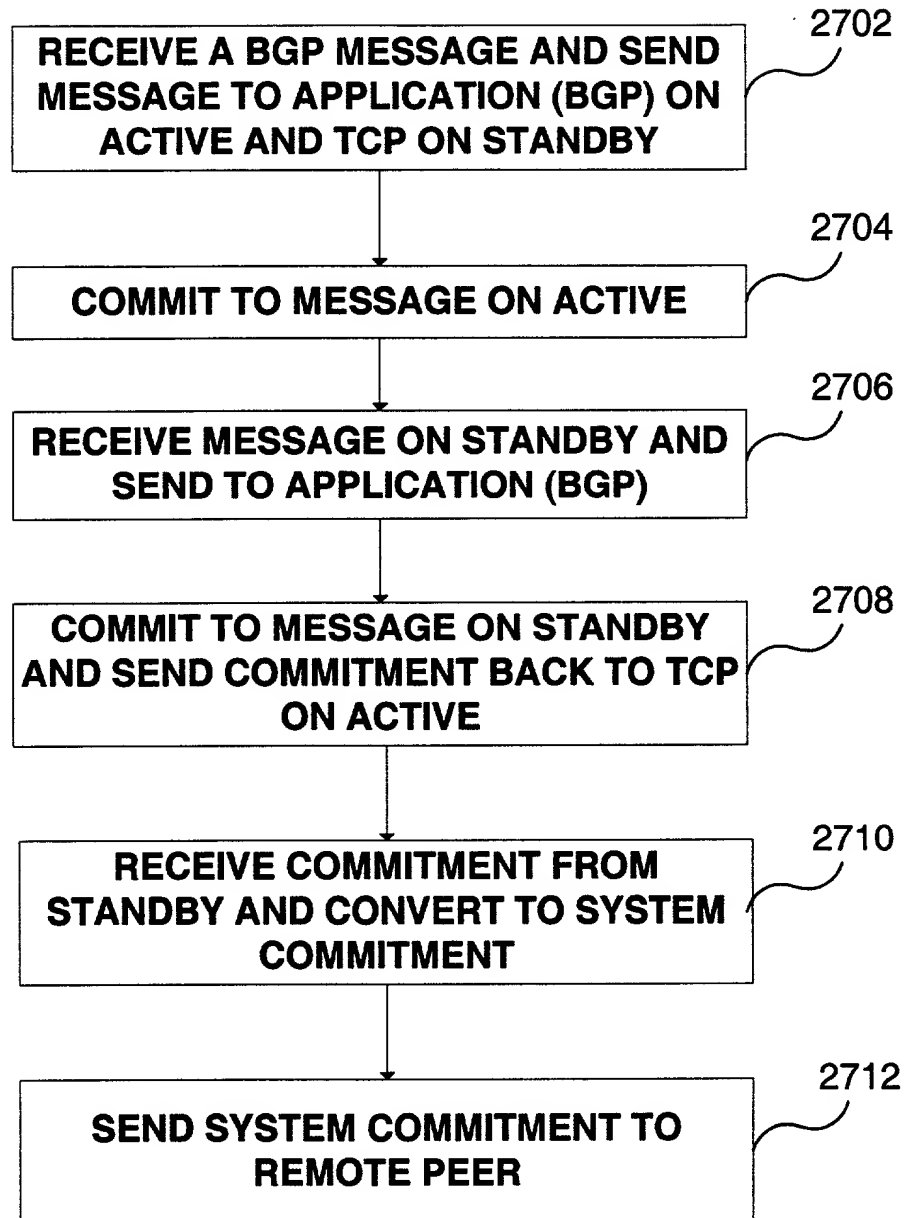 2702
RECEIVE A BGP MESSAGE AND SEND
MESSAGE TO APPLICATION (BGP) ON
ACTIVE AND TCP ON STANDBY
2704
COMMIT TO MESSAGE ON ACTIVE
2706
RECEIVE MESSAGE ON STANDBY AND
SEND TO APPLICATION (BGP)
2708
COMMIT TO MESSAGE ON STANDBY
AND SEND COMMITMENT BACK TO TCP
ON ACTIVE
2710
RECEIVE COMMITMENT FROM
STANDBY AND CONVERT TO SYSTEM
COMMITMENT
2712
SEND SYSTEM COMMITMENT TO
REMOTE PEER